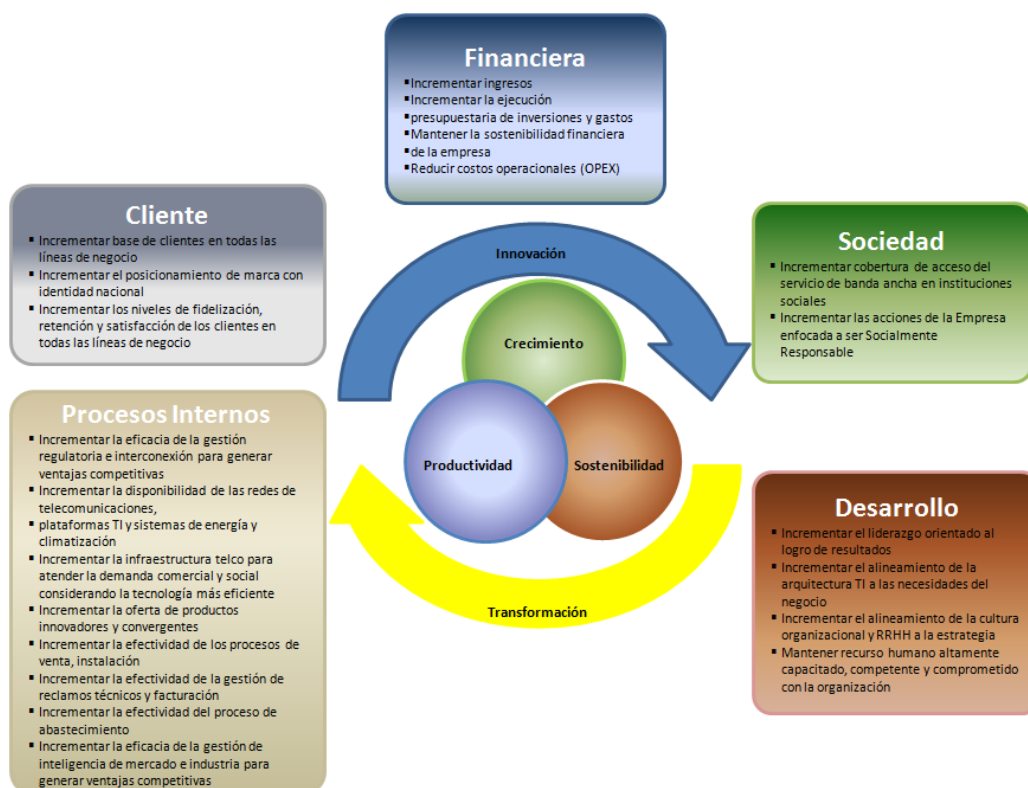 Financiera
▪Incrementar ingresos
▪Incrementar la ejecución
▪presupuestaria de inversiones y gastos
▪Mantener la sostenibilidad financiera
▪de la empresa
▪Reducir costos operacionales (OPEX)
Cliente
▪ Incrementar base de clientes en todas las
líneas de negocio
▪ Incrementar el posicionamiento de marca con
identidad nacional
▪ Incrementar los niveles de fidelización,
retención y satisfacción de los clientes en
todas las líneas de negocio
Innovación
Sociedad
▪ Incrementar cobertura de acceso del
servicio de banda ancha en instituciones
sociales
▪ Incrementar las acciones de la Empresa
enfocada a ser Socialmente
Responsable
Crecimiento
Productividad
Sostenibilidad
Transformación
Procesos Internos
▪ Incrementar la eficacia de la gestión
regulatoria e interconexión para generar
ventajas competitivas
▪ Incrementar la disponibilidad de las redes de
telecomunicaciones,
▪ plataformas TI y sistemas de energía y
climatización
▪ Incrementar la infraestructura telco para
atender la demanda comercial y social
considerando la tecnología más eficiente
▪ Incrementar la oferta de productos
innovadores y convergentes
▪ Incrementar la efectividad de los procesos de
venta, instalación
▪ Incrementar la efectividad de la gestión de
reclamos técnicos y facturación
▪ Incrementar la efectividad del proceso de
abastecimiento
▪ Incrementar la eficacia de la gestión de
inteligencia de mercado e industria para
generar ventajas competitivas
Desarrollo
▪ Incrementar el liderazgo orientado al
logro de resultados
▪ Incrementar el alineamiento de la
arquitectura TI a las necesidades del
negocio
▪ Incrementar el alineamiento de la cultura
organizacional y RRHH a la estrategia
▪ Mantener recurso humano altamente
capacitado, competente y comprometido
con la organización